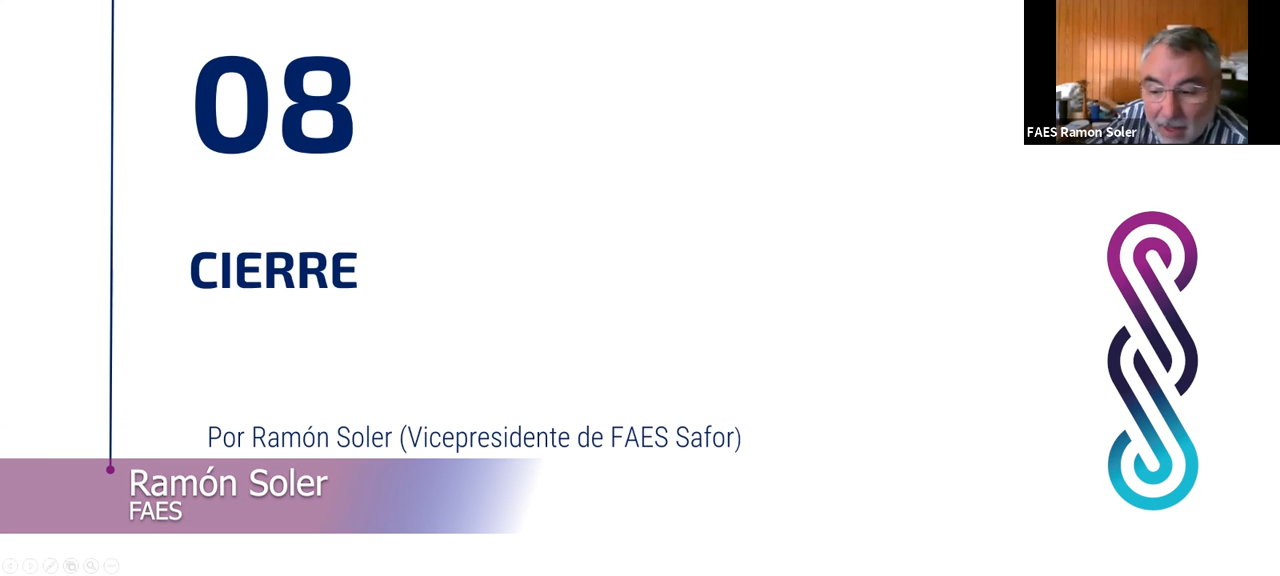 08
FAES Ramon Soler
CIERRE
Por Ramón Soler (Vicepresidente de FAES Safor)
Ramón Soler
FAES